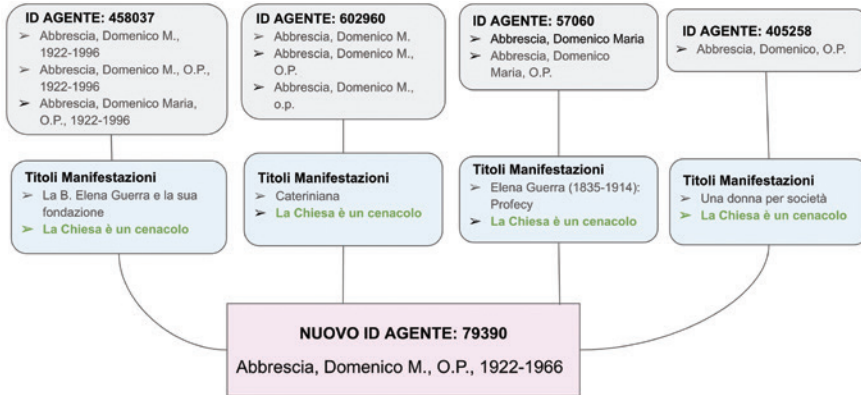 ID AGENTE: 458037
➢ Abbrescia, Domenico M.,
1922-1996
➢ Abbrescia, Domenico M., O.P.,
1922-1996
➢ Abbrescia, Domenico Maria,
O.P., 1922-1996
ID AGENTE: 602960
➢ Abbrescia, Domenico M.
➢ Abbrescia, Domenico M.,
O.P.
➢ Abbrescia, Domenico M.,
o.p.
ID AGENTE: 57060
➢ Abbrescia, Domenico Maria
➢ Abbrescia, Domenico
Maria, O.P.
ID AGENTE: 405258
➢ Abbrescia, Domenico, O.P.
Titoli Manifestazioni
➢ La B. Elena Guerra e la sua
fondazione
➢ La Chiesa è un cenacolo
Titoli Manifestazioni
➢ Cateriniana
➢ La Chiesa è un cenacolo
Titoli Manifestazioni
➢ Elena Guerra (1835-1914):
Profecy
➢ La Chiesa è un cenacolo
Titoli Manifestazioni
➢ Una donna per società
➢ La Chiesa è un cenacolo
NUOVO ID AGENTE: 79390
Abbrescia, Domenico M., O.P., 1922-1966